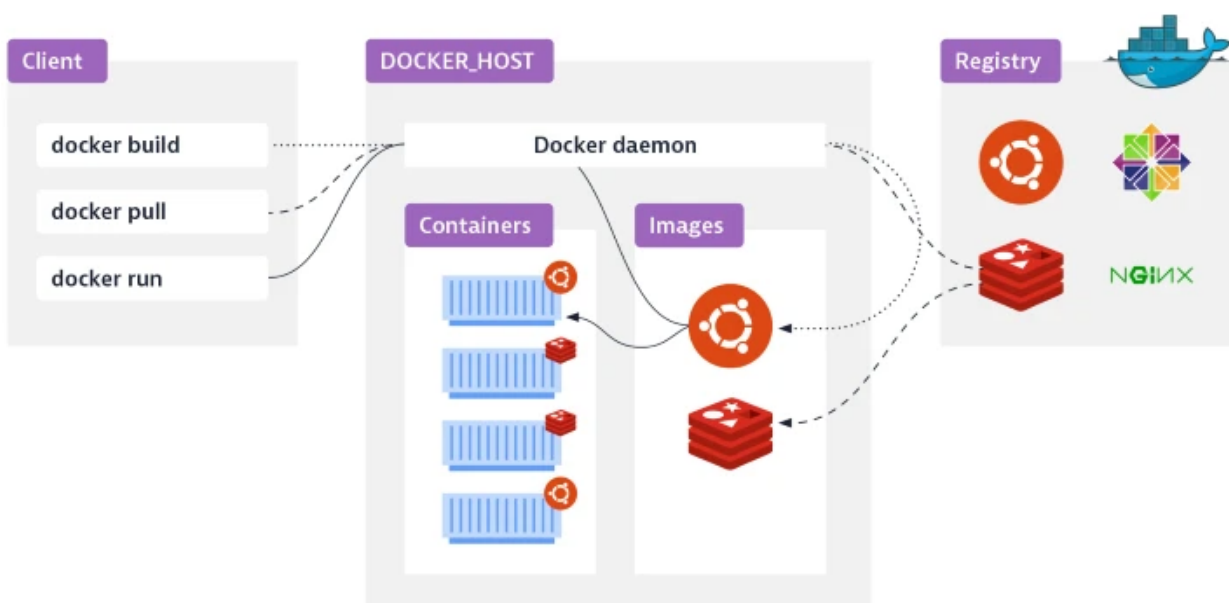 Client
DOCKER_HOST
Registry
docker build
Docker daemon
docker pull
Containers
Images
docker run
NGiNX